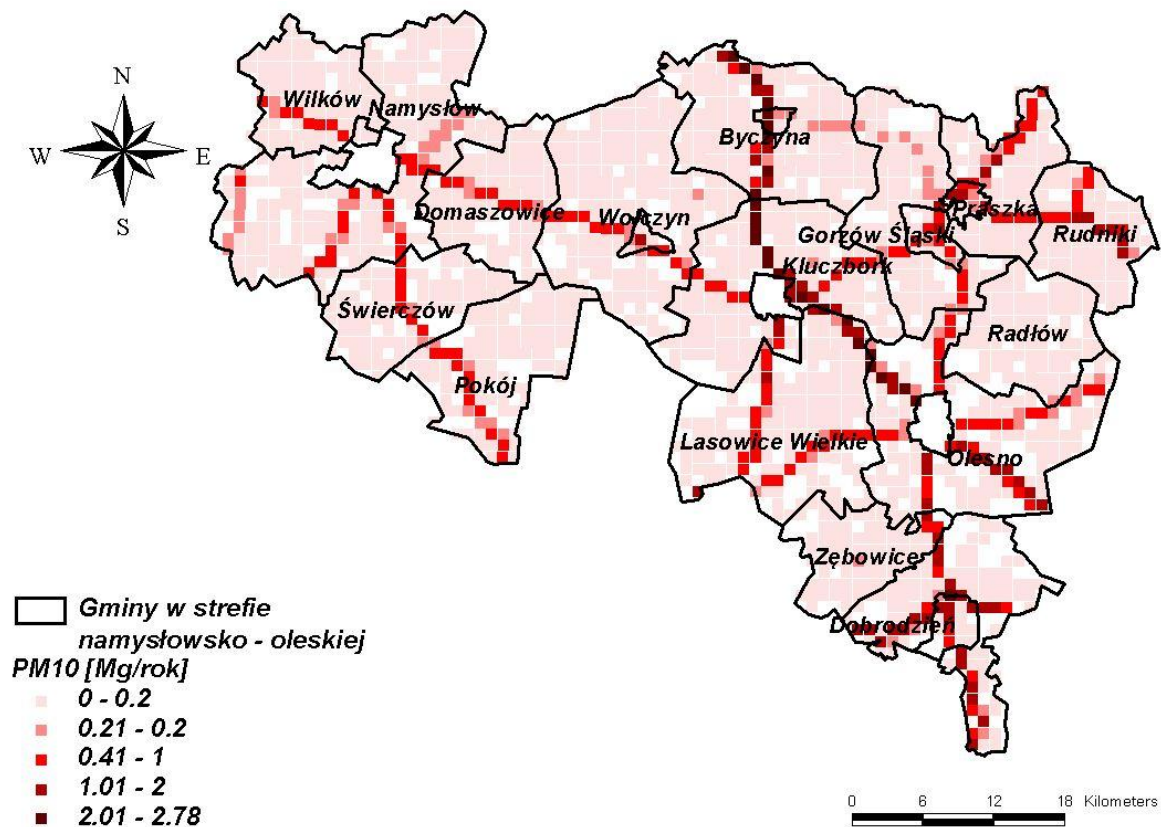 N
W
E
S
Wilków
Namysłów
Byczyna
Domaszowice
Wołczyn
Gorzów Śląski
Praszka
Rudniki
Kluczbork
Świerczów
Radłów
Pokój
Lasowice Wielkie
Olesno
Zębowice
Dobrodzień
Gminy w strefie
namysłowsko - oleskiej
PM10 [Mg/rok]
0 - 0.2
0.21 - 0.2
0.41 - 1
1.01 - 2
2.01 - 2.78
0 6 12 18 Kilometers